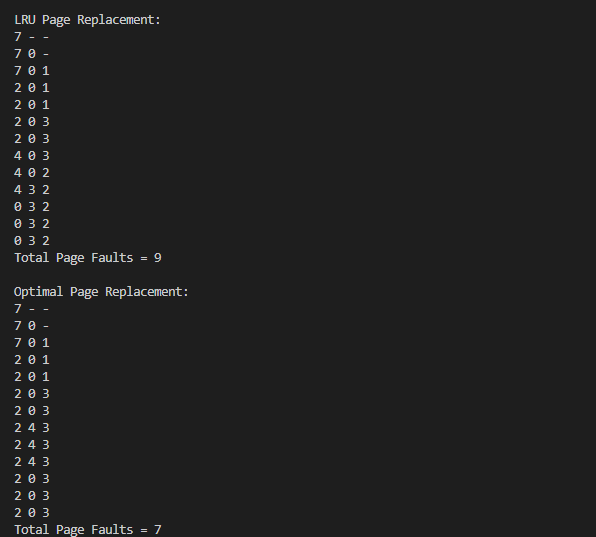 LRU Page Replacement:
7 - -
7 0 -
7 0 1
2 0 1
2 0 1
2 0 3
2 0 3
4 0 3
4 0 2
4 3 2
0 3 2
0 3 2
0 3 2
Total Page Faults = 9

Optimal Page Replacement:
7 - -
7 0 -
7 0 1
2 0 1
2 0 1
2 0 3
2 0 3
2 4 3
2 4 3
2 4 3
2 0 3
2 0 3
2 0 3
Total Page Faults = 7